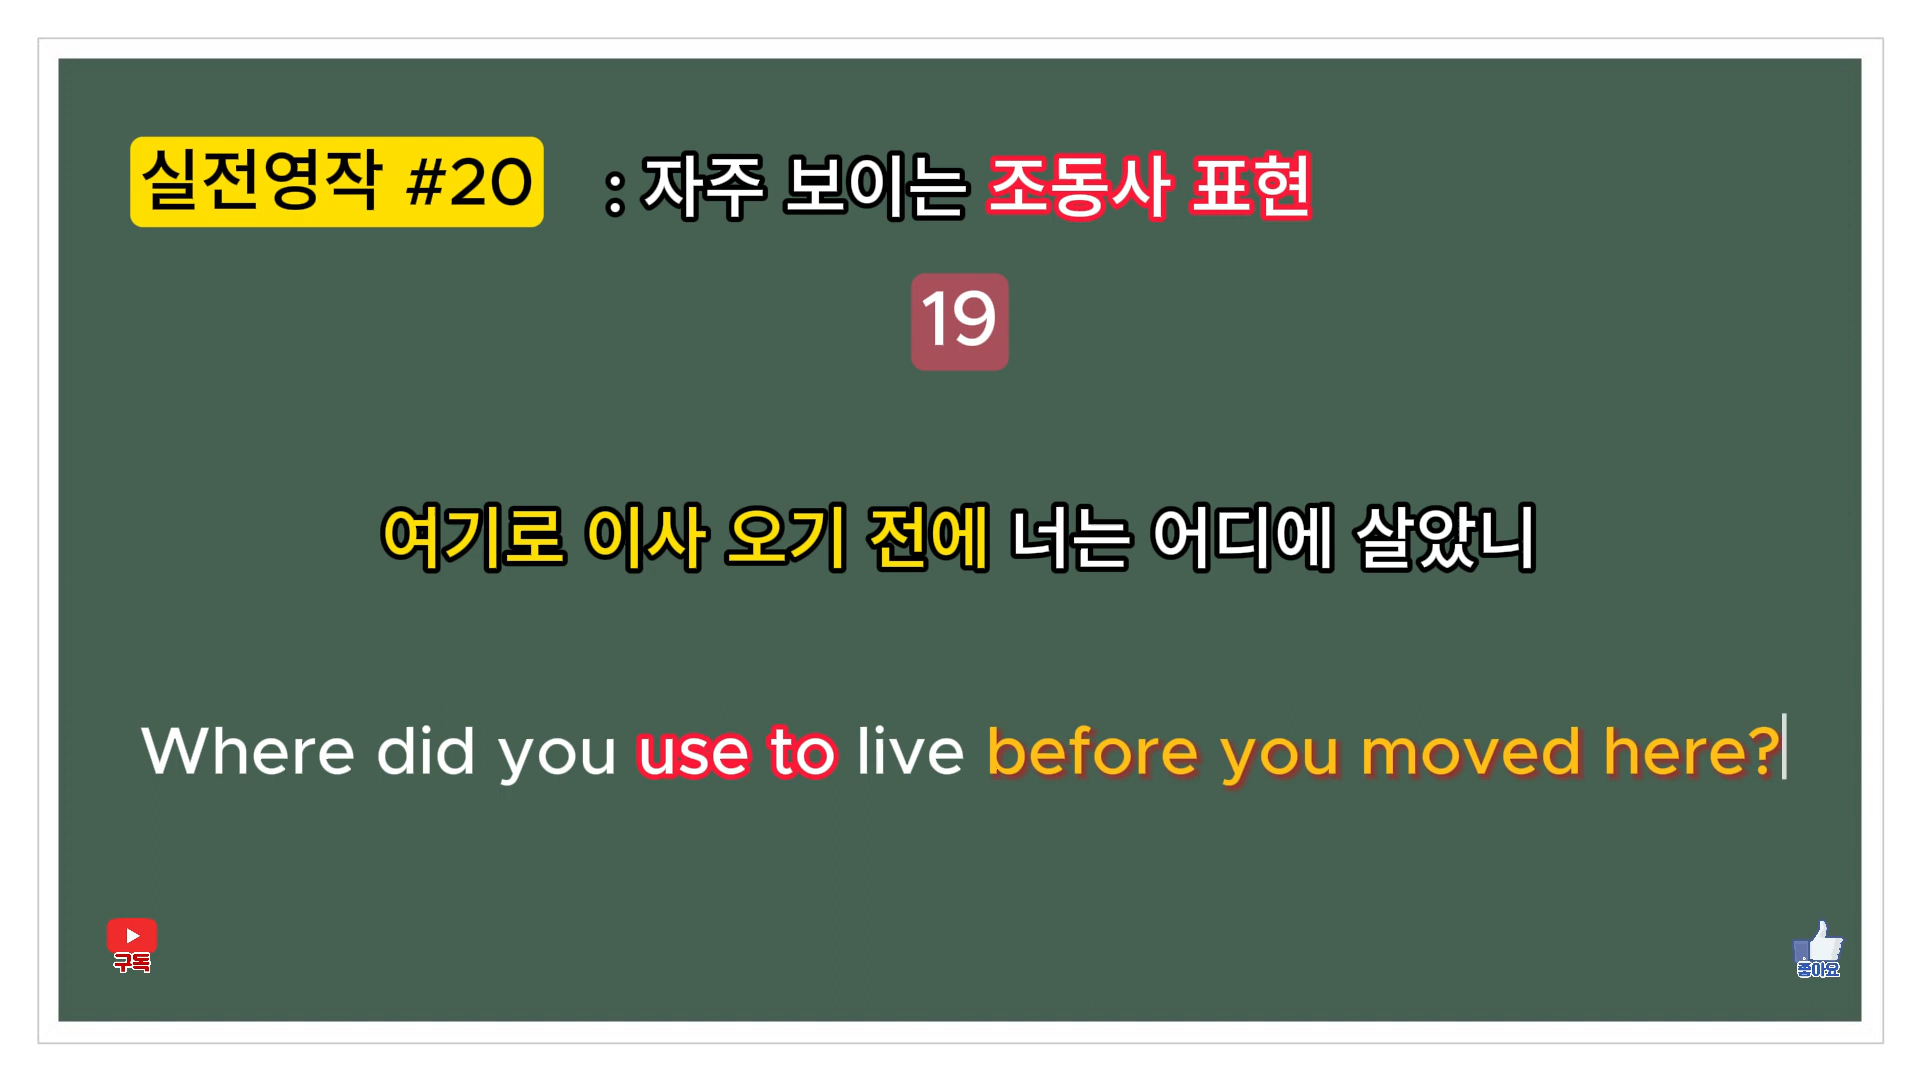 실전영작 #20 : 자주 보이는 조동사 표현
19
여기로 이사 오기 전에 너는 어디에 살았니
Where did you use to live before you moved here?
구독
좋아요